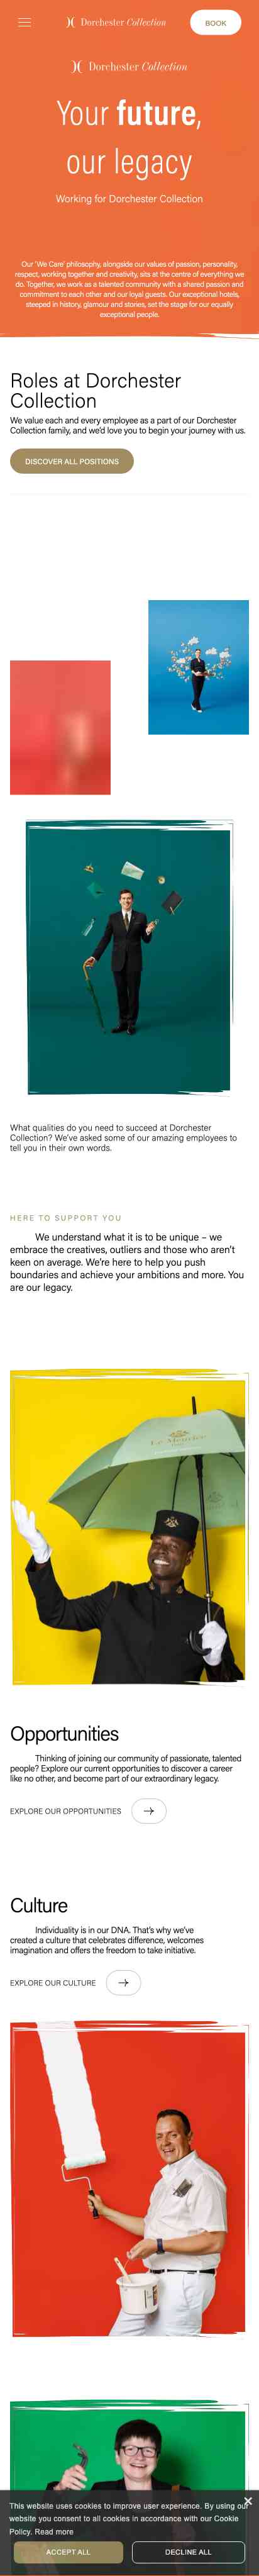 Dorchester Collection
BOOK
Dorchester Collection
Your future,
our legacy
Working for Dorchester Collection
Our 'We Care' philosophy, alongside our values of passion, personality,
respect, working together and creativity, sits at the centre of everything we
do. Together, we work as a talented community with a shared passion and
commitment to each other and our loyal guests. Our exceptional hotels,
steeped in history, glamour and stories, set the stage for our equally
exceptional people.
Roles at Dorchester
Collection
We value each and every employee as a part of our Dorchester
Collection family, and we'd love you to begin your journey with us.
DISCOVER ALL POSITIONS
What qualities do you need to succeed at Dorchester
Collection? We've asked some of our amazing employees to
tell you in their own words.
HERE TO SUPPORT YOU
We understand what it is to be unique – we
embrace the creatives, outliers and those who aren't
keen on average. We're here to help you push
boundaries and achieve your ambitions and more. You
are our legacy.
Le Meurice
Opportunities
Thinking of joining our community of passionate, talented
people? Explore our current opportunities to discover a career
like no other, and become part of our extraordinary legacy.
EXPLORE OUR OPPORTUNITIES
Culture
Individuality is in our DNA. That's why we've
created a culture that celebrates difference, welcomes
imagination and offers the freedom to take initiative.
EXPLORE OUR CULTURE
This website uses cookies to improve user experience. By using our
website you consent to all cookies in accordance with our Cookie
Policy. Read more
ACCEPT ALL
DECLINE ALL